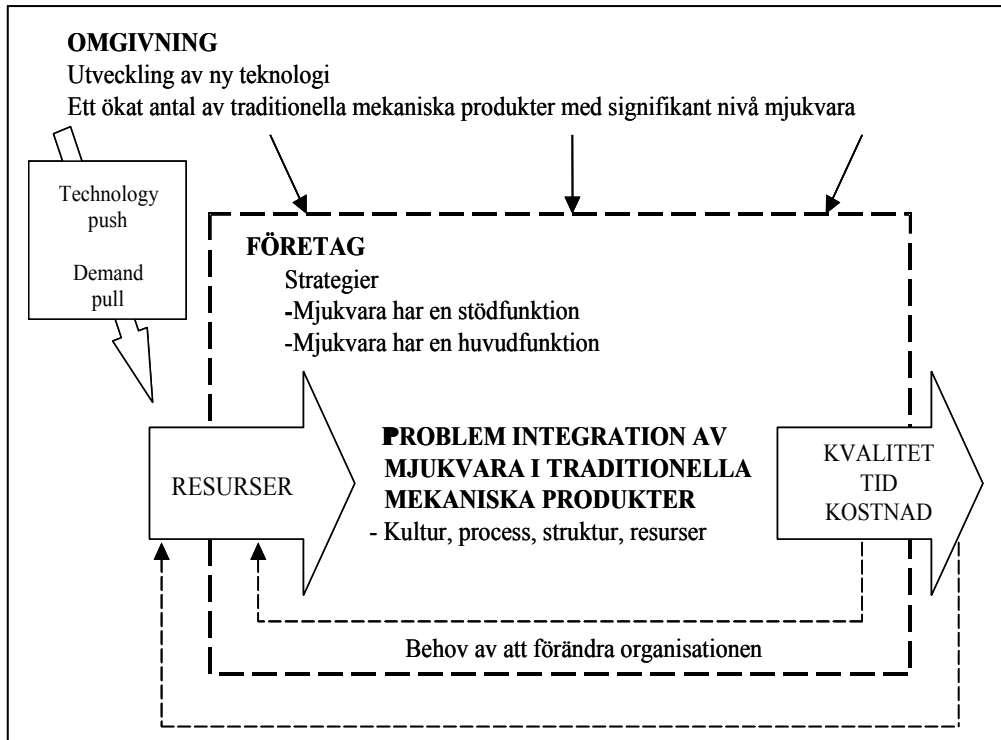 OMGIVNING
Utveckling av ny teknologi
Ett ökat antal av traditionella mekaniska produkter med signifikant nivå mjukvara
Technology
push
Demand
pull
FÖRETAG
Strategier
-Mjukvara har en stödfunktion
-Mjukvara har en huvudfunktion
RESURSER
PROBLEM INTEGRATION AV
MJUKVARA I TRADITIONELLA
MEKANISKA PRODUKTER
- Kultur, process, struktur, resurser
KVALITET
TID
KOSTNAD
Behov av att förändra organisationen